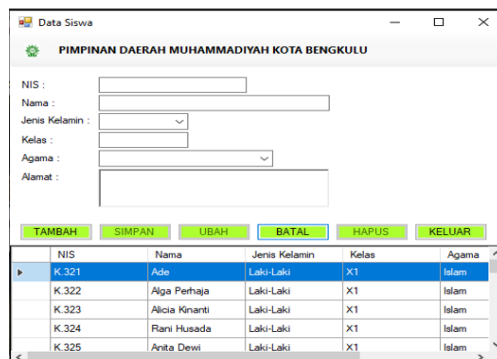 Data Siswa
PIMPINAN DAERAH MUHAMMADIYAH KOTA BENGKULU
NIS :
Nama :
Jenis Kelamin :
Kelas :
Agama :
Alamat :
TAMBAH SIMPAN UBAH BATAL HAPUS KELUAR
NIS Nama Jenis Kelamin Kelas Agama
K.321 Ade Laki-Laki X1 Islam
K.322 Alga Perhaja Laki-Laki X1 Islam
K.323 Alicia Kinanti Laki-Laki X1 Islam
K.324 Rani Husada Laki-Laki X1 Islam
K.325 Anita Dewi Laki-Laki X1 Islam